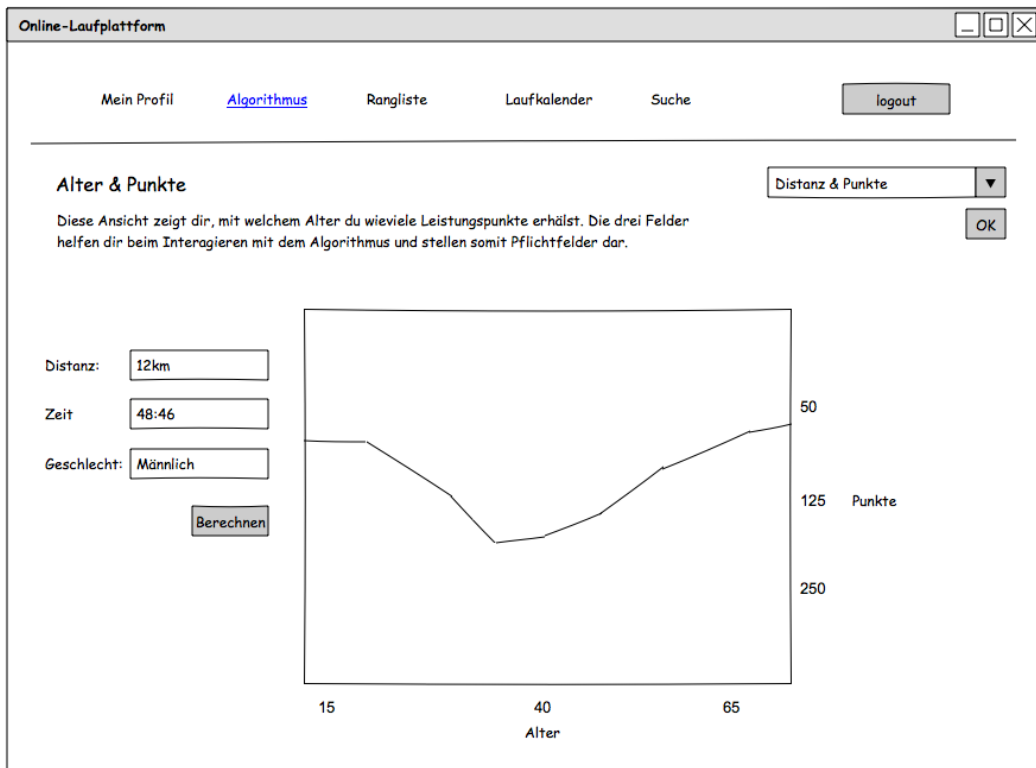 Online-Laufplattform
Mein Profil
Algorithmus
Rangliste
Laufkalender
Suche
logout
Alter & Punkte
Distanz & Punkte
Diese Ansicht zeigt dir, mit welchem Alter du wieviele Leistungspunkte erhälst. Die drei Felder
helfen dir beim Interagieren mit dem Algorithmus und stellen somit Pflichtfelder dar.
OK
Distanz:
12km
Zeit
48:46
Geschlecht:
Männlich
Berechnen
50
125
Punkte
250
15
40
65
Alter